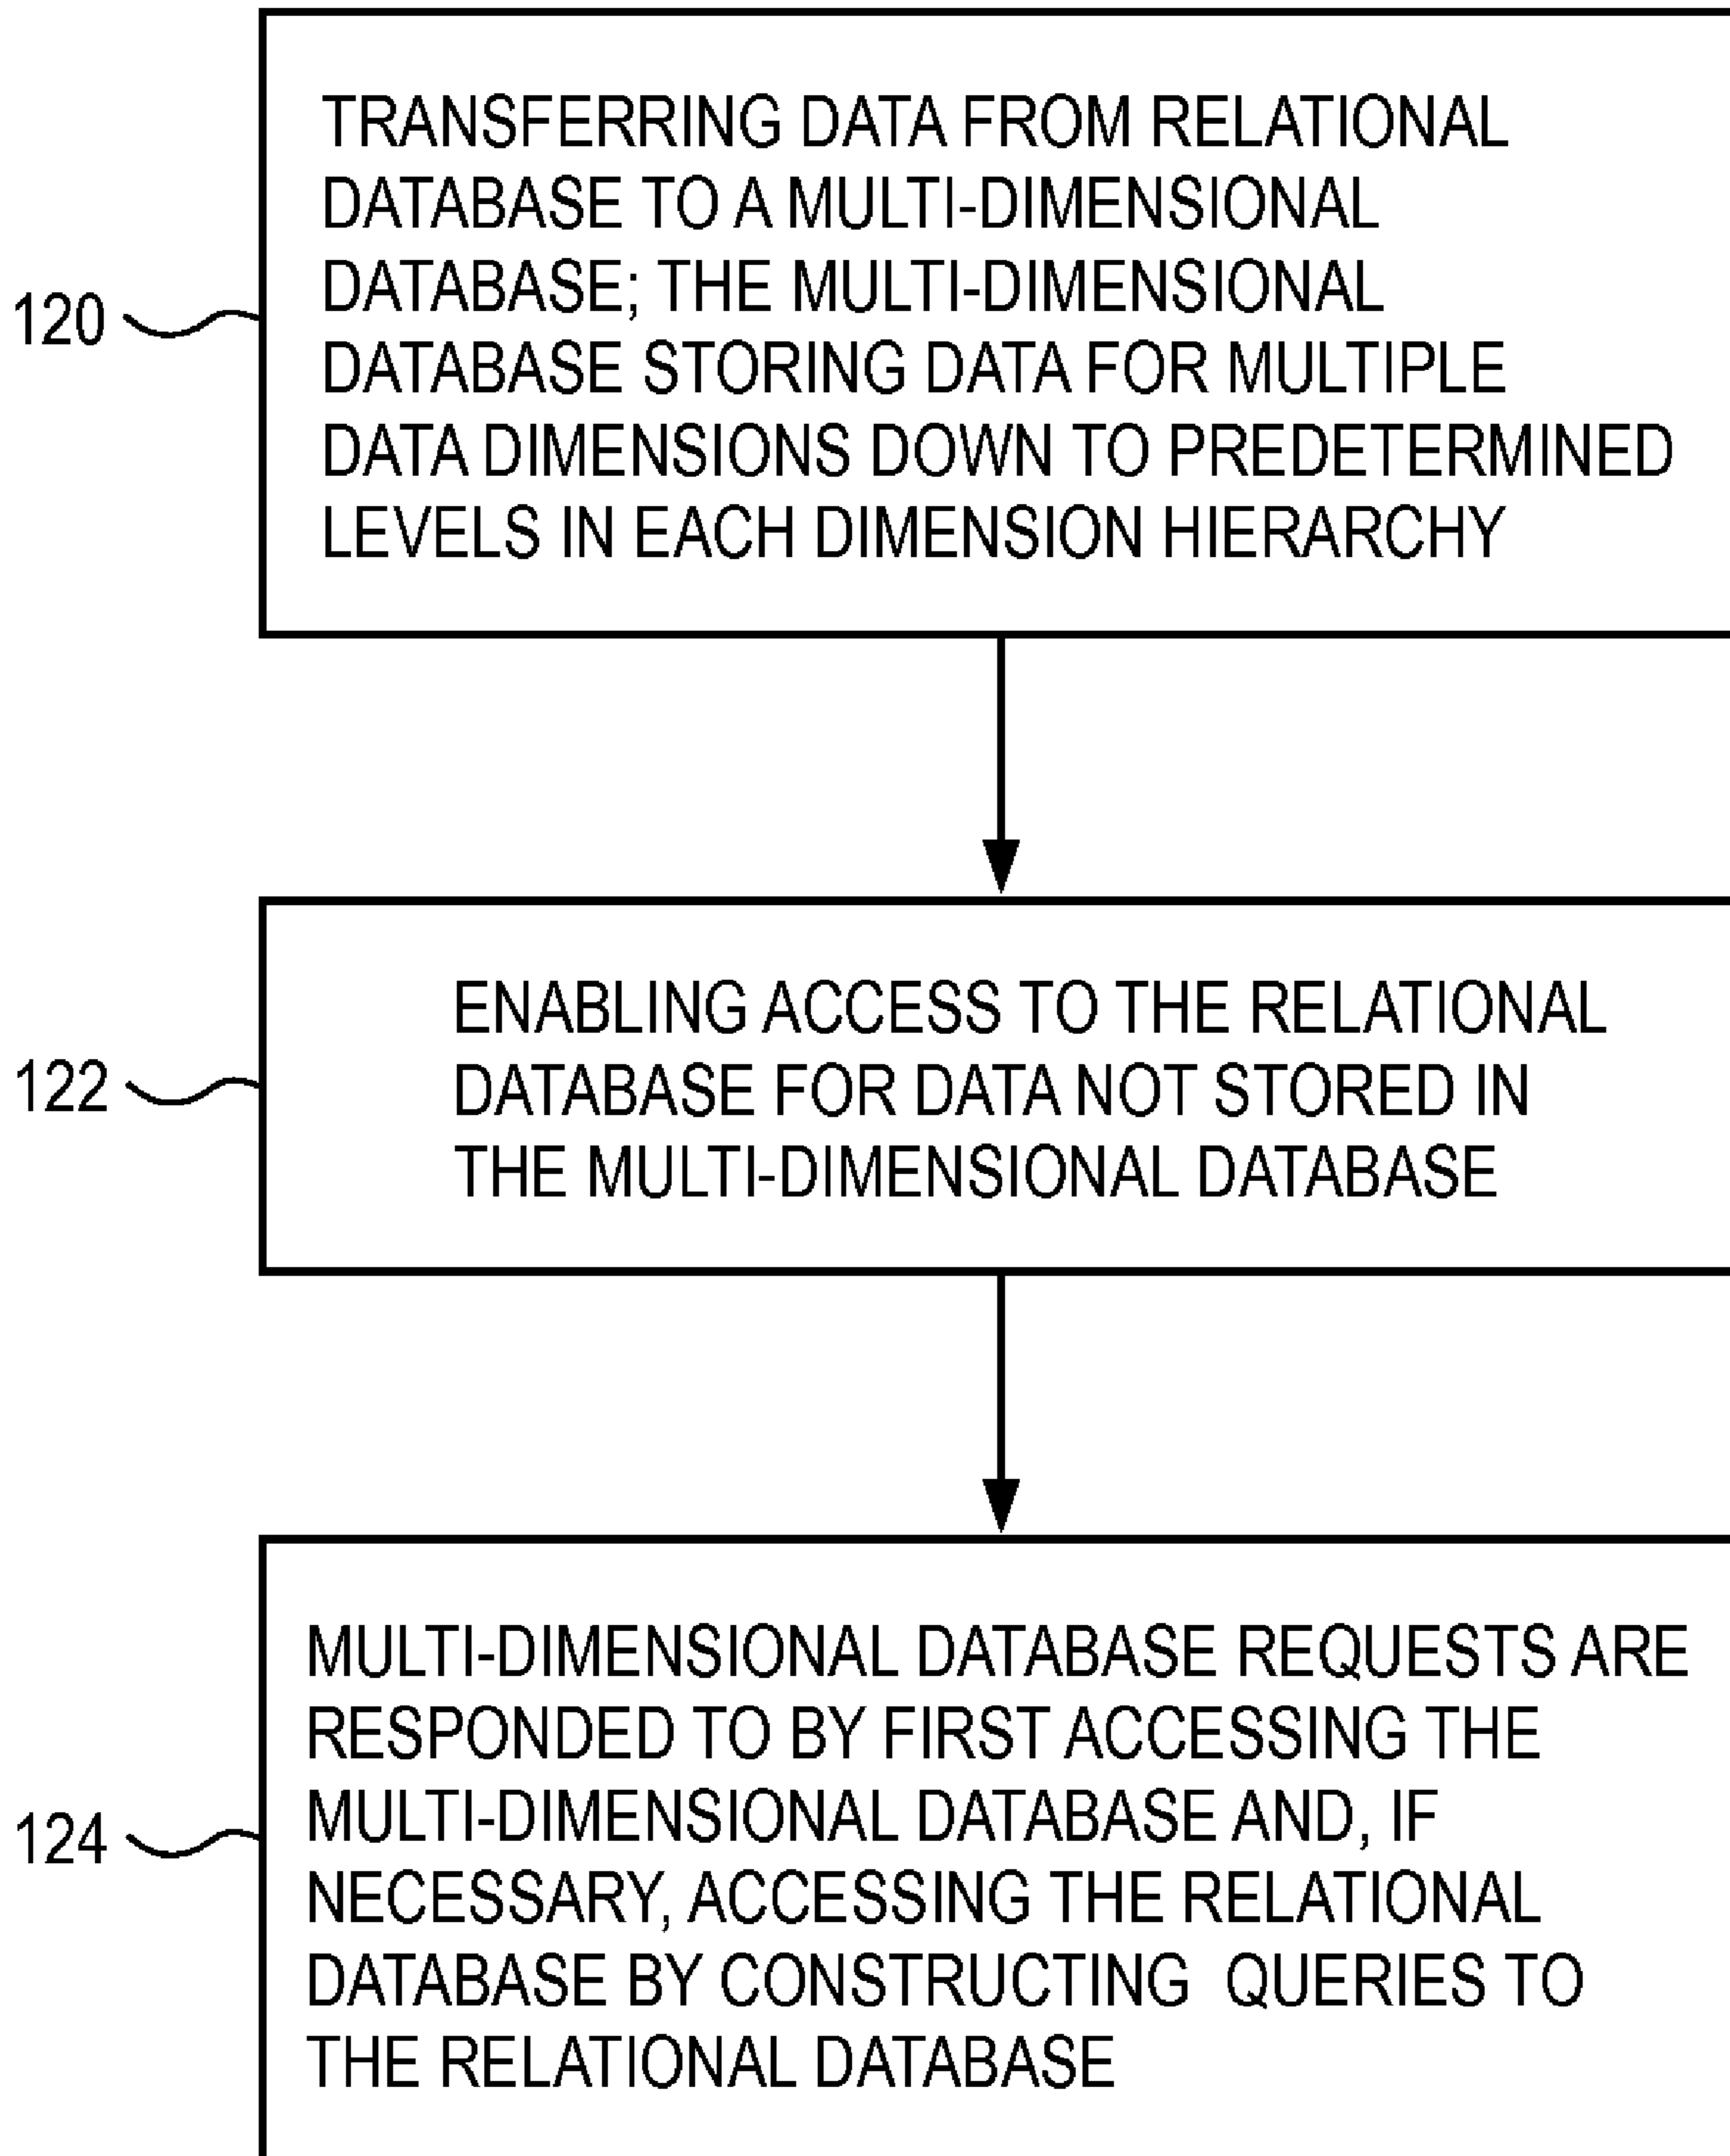 TRANSFERRING DATA FROM RELATIONAL
DATABASE TO A MULTI-DIMENSIONAL
DATABASE; THE MULTI-DIMENSIONAL
120
DATABASE STORING DATA FOR MULTIPLE
DATA DIMENSIONS DOWN TO PREDETERMINED
LEVELS IN EACH DIMENSION HIERARCHY
ENABLING ACCESS TO THE RELATIONAL
122
DATABASE FOR DATA NOT STORED IN
THE MULTI-DIMENSIONAL DATABASE
MULTI-DIMENSIONAL DATABASE REQUESTS ARE
RESPONDED TO BY FIRST ACCESSING THE
124
MULTI-DIMENSIONAL DATABASE AND, IF
NECESSARY, ACCESSING THE RELATIONAL
DATABASE BY CONSTRUCTING QUERIES TO
THE RELATIONAL DATABASE